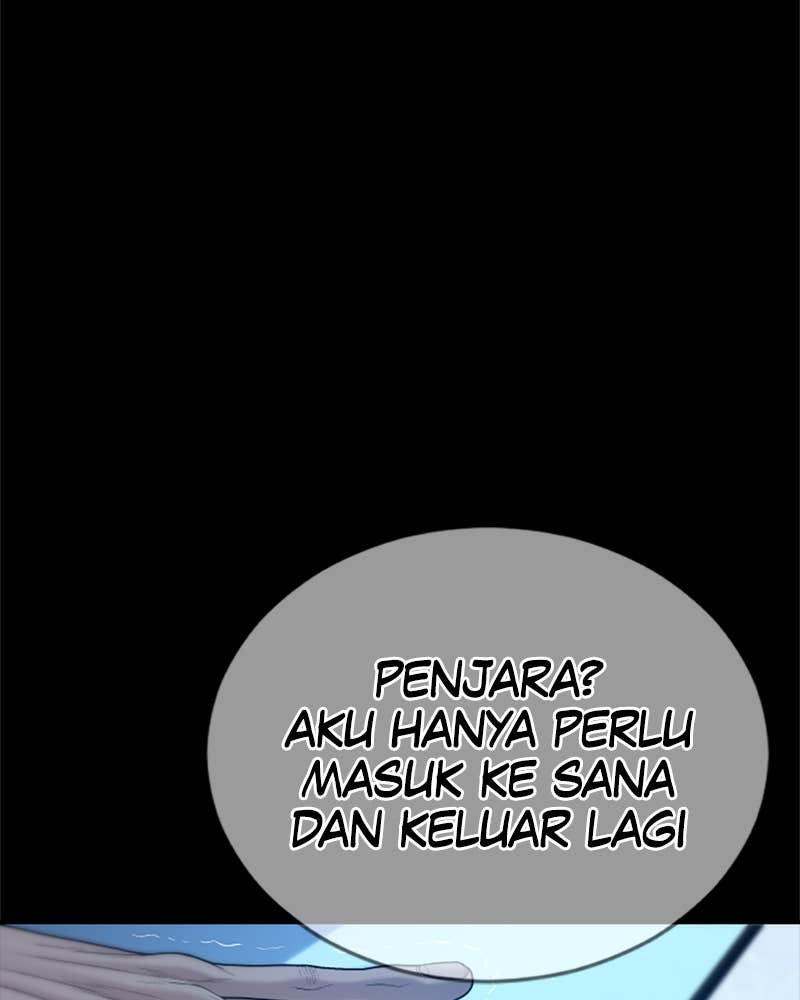 PENJARA?
AKU HANYA PERLU
MASUK KE SANA
DAN KELUAR LAGI